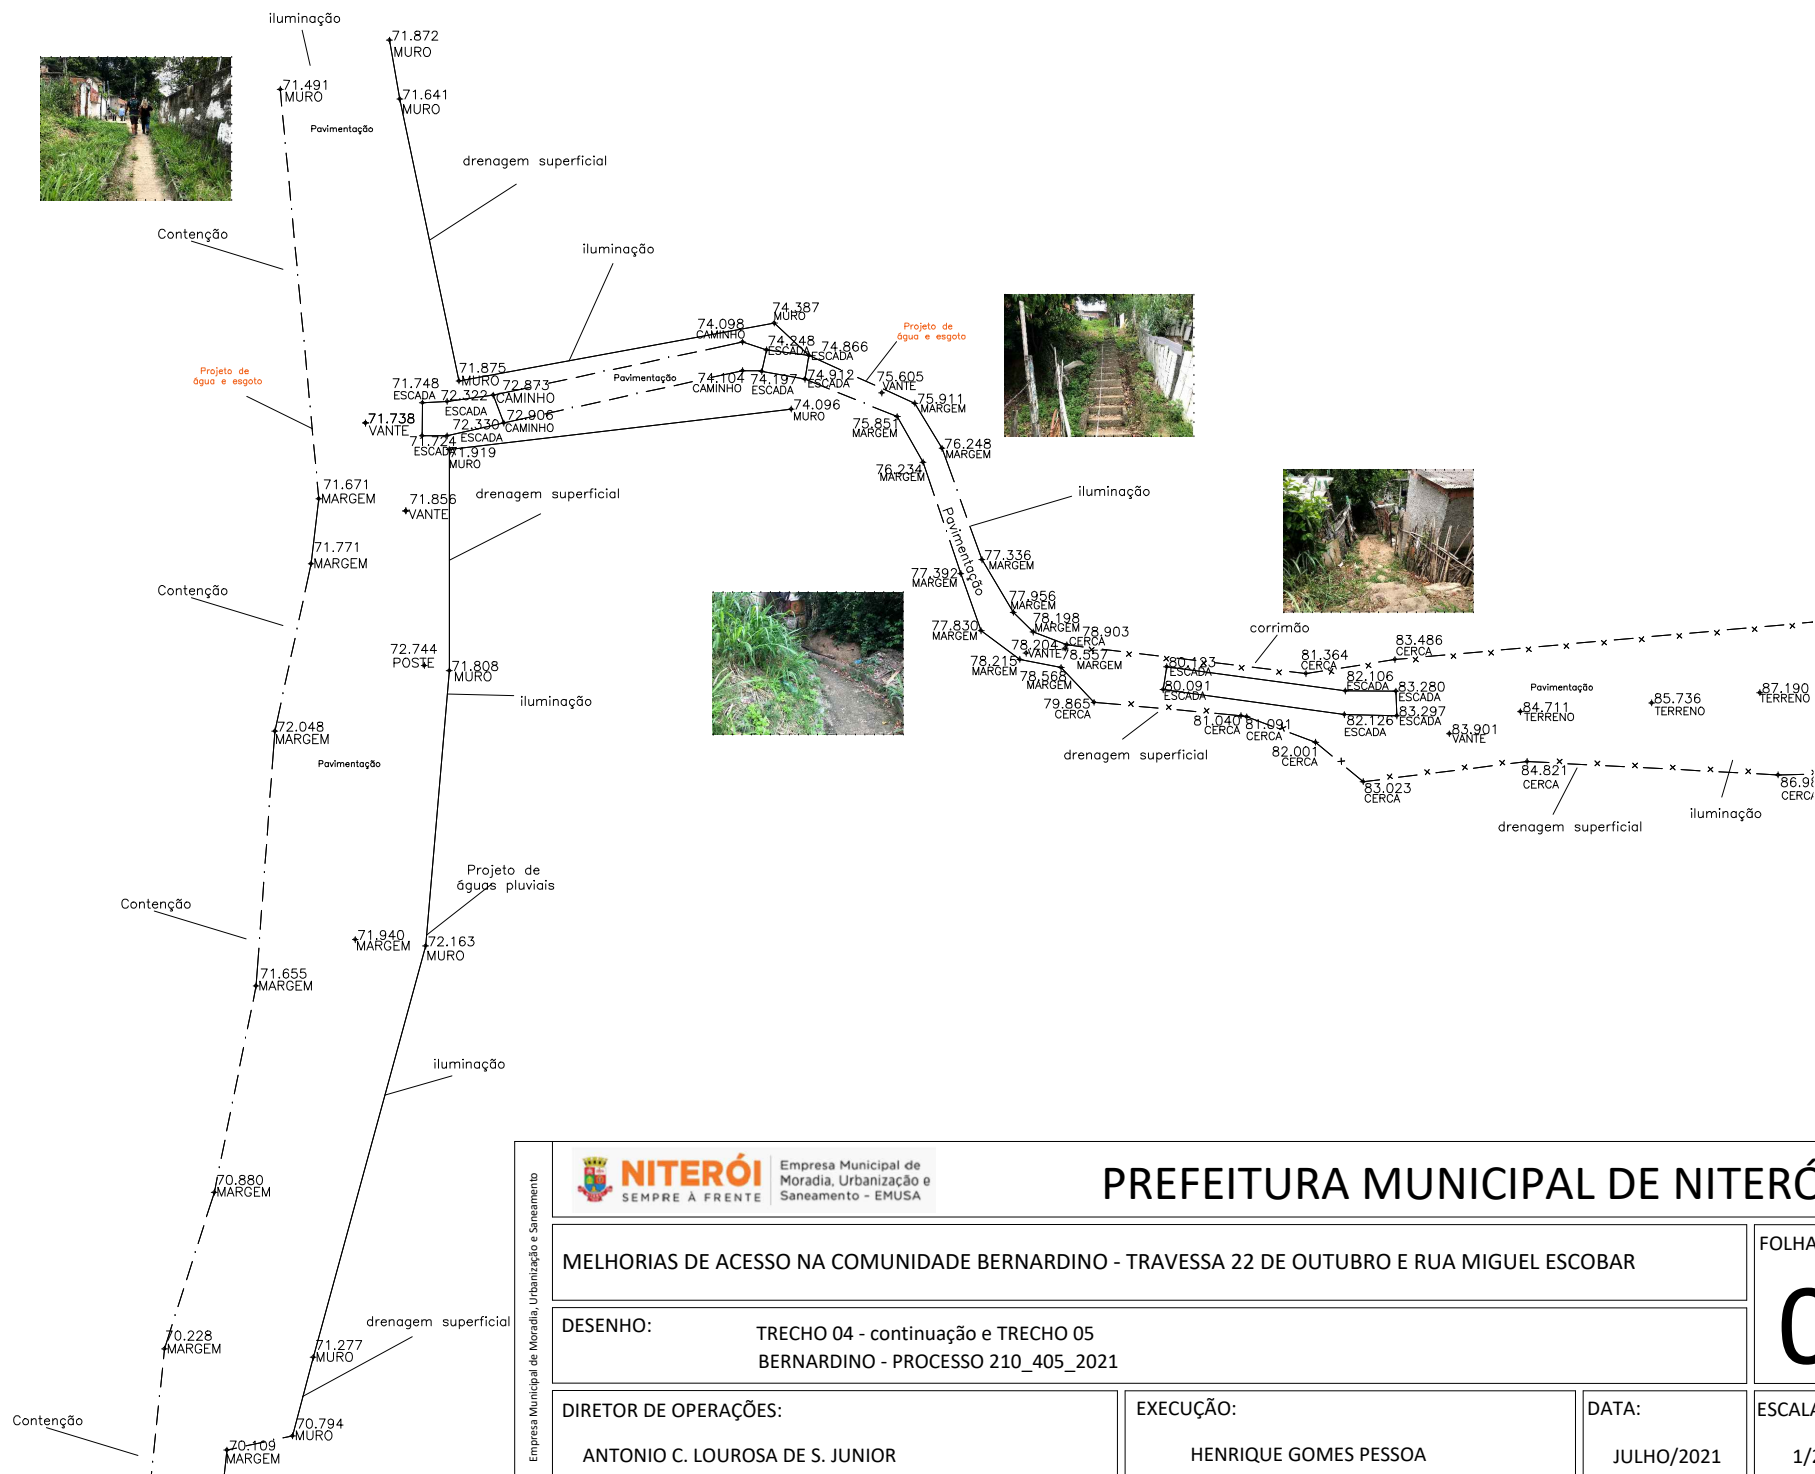 iluminação
71.872
MURO
71.491
MURO
71.641
MURO
Pavimentação
drenagem superficial
Contenção
iluminação
74.387
MURO
74.098
CAMINHO
74.248
ESCADA
74.866
ESCADA
Projeto de
água e esgoto
Projeto de
água e esgoto
71.875
MURO
71.748
ESCADA
72.322
ESCADA
72.873
CAMINHO
Pavimentação
74.104
CAMINHO
74.197
ESCADA
74.912
ESCADA
75.605
VANTE
75.911
MARGEM
71.738
VANTE
72.906
CAMINHO
74.096
MURO
75.851
MARGEM
71.724
ESCADA
72.330
ESCADA
71.919
MURO
76.248
MARGEM
76.234
MARGEM
71.671
MARGEM
71.856
VANTE
drenagem superficial
iluminação
Pavimentação
71.771
MARGEM
77.336
MARGEM
77.392
MARGEM
Contenção
77.956
MARGEM
77.830
MARGEM
78.198
MARGEM
78.903
CERCA
78.204
VANTE
78.557
MARGEM
78.215
MARGEM
78.568
MARGEM
corrimão
72.744
POSTE
71.808
MURO
80.123
ESCADA
80.091
ESCADA
81.364
CERCA
83.486
CERCA
82.106
ESCADA
83.280
ESCADA
Pavimentação
87.190
TERRENO
85.736
TERRENO
84.711
TERRENO
iluminação
79.865
CERCA
81.040
CERCA
81.091
CERCA
82.126
ESCADA
83.297
ESCADA
83.901
VANTE
72.048
MARGEM
drenagem superficial
82.001
CERCA
Pavimentação
83.023
CERCA
84.821
CERCA
drenagem superficial
iluminação
Projeto de
águas pluviais
Contenção
71.940
MARGEM
72.163
MURO
71.655
MARGEM
iluminação
70.880
MARGEM
drenagem superficial
70.228
MARGEM
71.277
MURO
Contenção
70.794
MURO
70.109
MARGEM
Empresa Municipal de Moradia, Urbanização e Saneamento
NITERÓI
SEMPRE À FRENTE
Empresa Municipal de
Moradia, Urbanização e
Saneamento - EMUSA
PREFEITURA MUNICIPAL DE NITERÓ
MELHORIAS DE ACESSO NA COMUNIDADE BERNARDINO - TRAVESSA 22 DE OUTUBRO E RUA MIGUEL ESCOBAR
FOLHA
DESENHO:
TRECHO 04 - continuação e TRECHO 05
BERNARDINO - PROCESSO 210_405_2021
DIRETOR DE OPERAÇÕES:
ANTONIO C. LOUROSA DE S. JUNIOR
EXECUÇÃO:
HENRIQUE GOMES PESSOA
DATA:
JULHO/2021
ESCALA